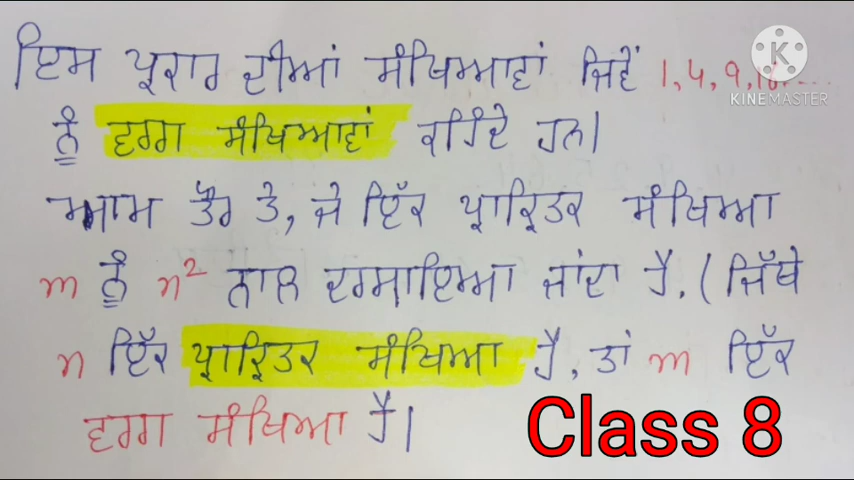 ਇਸ ਪ੍ਰਕਾਰ ਦੀਆਂ ਸੰਖਿਆਵਾਂ ਜਿਵੇਂ 1, 4, 9, 16 ....
KINEMASTER
ਨੂੰ ਵਰਗ ਸੰਖਿਆਵਾਂ ਕਹਿੰਦੇ ਹਨ।
ਆਮ ਤੌਰ ਤੇ, ਜੇ ਇੱਕ ਪ੍ਰਾਕ੍ਰਿਤਕ ਸੰਖਿਆ
m ਨੂੰ n² ਨਾਲ ਦਰਸਾਇਆ ਜਾਂਦਾ ਹੈ. (ਜਿੱਥੇ
n ਇੱਕ ਪ੍ਰਾਕ੍ਰਿਤਕ ਸੰਖਿਆ ਹੈ, ਤਾਂ m ਇੱਕ
ਵਰਗ ਸੰਖਿਆ ਹੈ।
Class 8